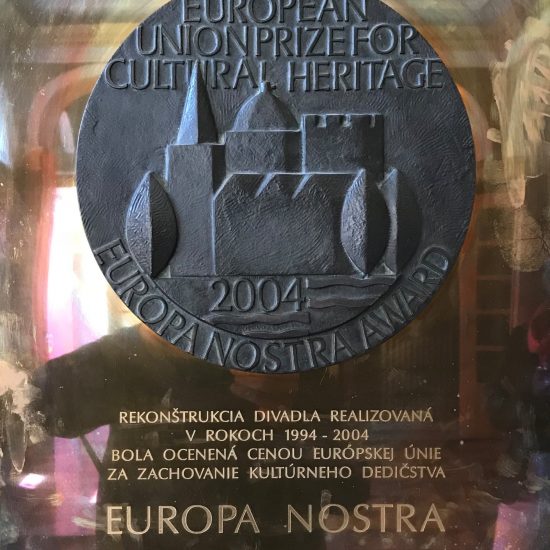 EUROPEAN
UNION PRIZE FOR
CULTURAL HERITAGE
2004
EUROPA NOSTRA AWARD
REKONŠTRUKCIA DIVADLA REALIZOVANÁ
V ROKOCH 1994 - 2004
BOLA OCENENÁ CENOU EURÓPSKEJ ÚNIE
ZA ZACHOVANIE KULTÚRNEHO DEDIČSTVA
EUROPA NOSTRA